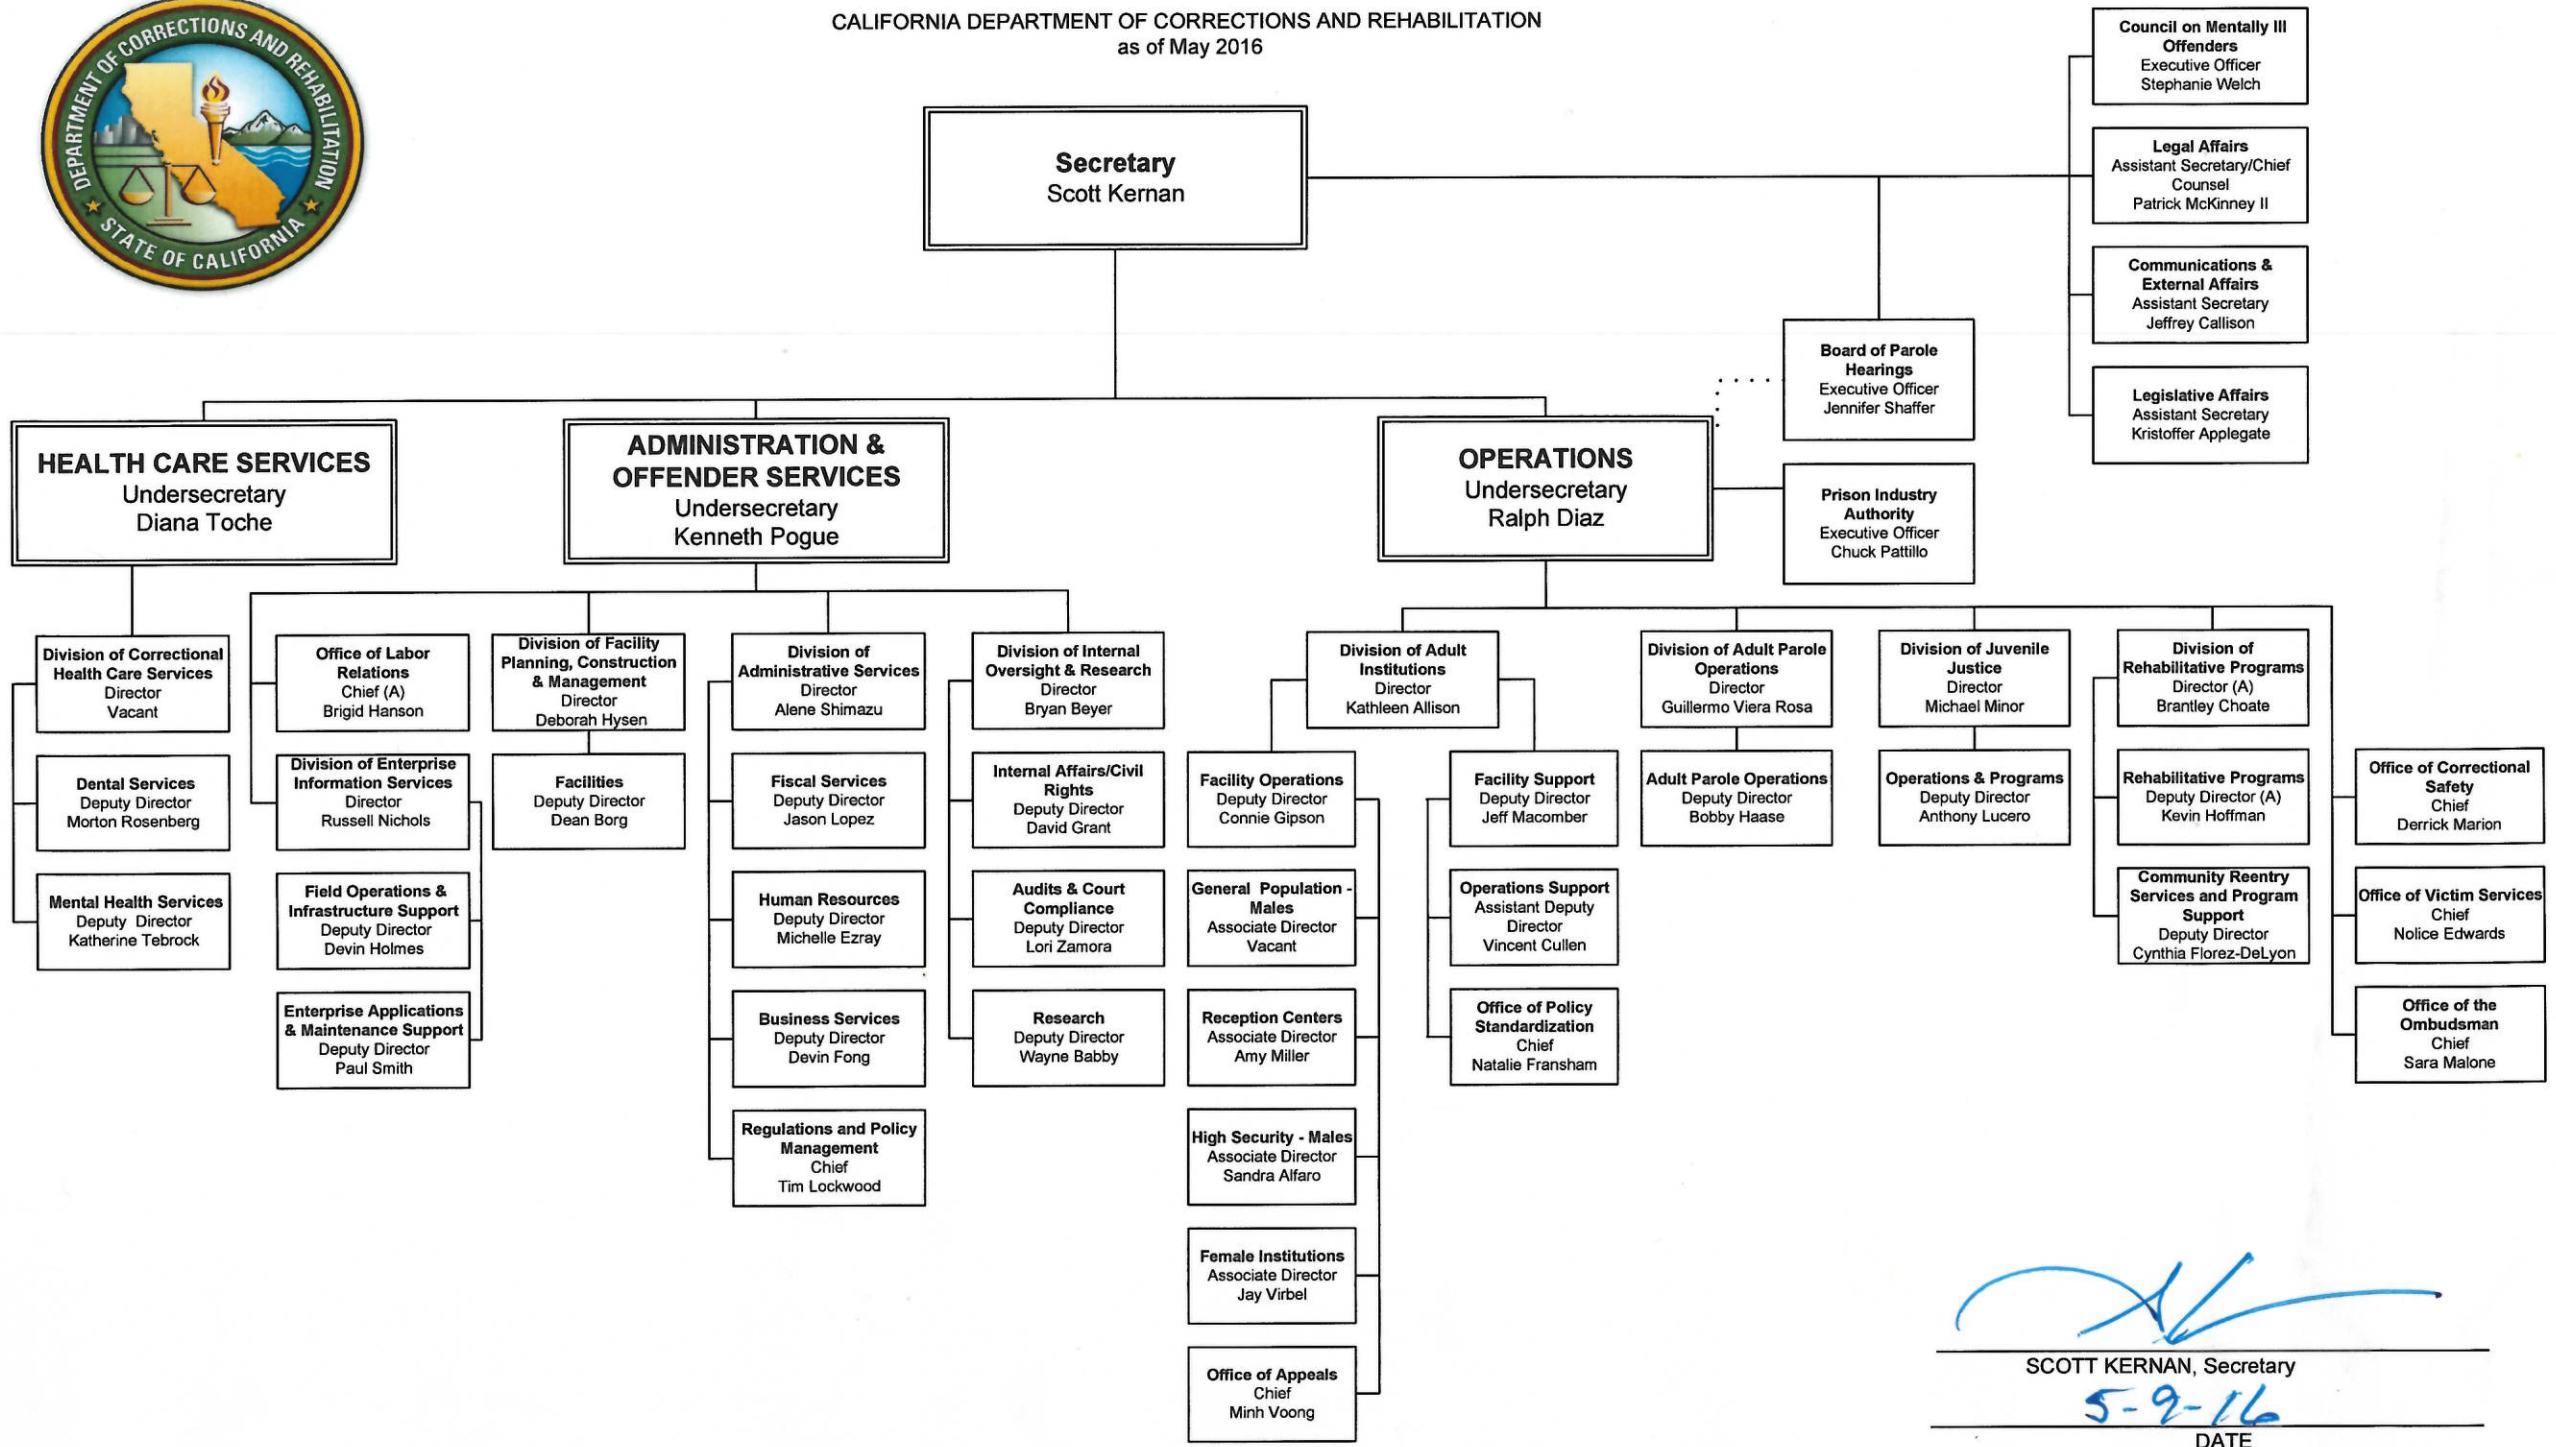 DEPARTMENT OF CORRECTIONS AND REHABILITATION
STATE OF CALIFORNIA
CALIFORNIA DEPARTMENT OF CORRECTIONS AND REHABILITATION
as of May 2016
Secretary
Scott Kernan
Council on Mentally Ill
Offenders
Executive Officer
Stephanie Welch
Legal Affairs
Assistant Secretary/Chief
Counsel
Patrick McKinney II
Communications &
External Affairs
Assistant Secretary
Jeffrey Callison
Legislative Affairs
Assistant Secretary
Kristoffer Applegate
Board of Parole
Hearings
Executive Officer
Jennifer Shaffer
Prison Industry
Authority
Executive Officer
Chuck Pattillo
HEALTH CARE SERVICES
Undersecretary
Diana Toche
ADMINISTRATION &
OFFENDER SERVICES
Undersecretary
Kenneth Pogue
OPERATIONS
Undersecretary
Ralph Diaz
Division of Correctional
Health Care Services
Director
Vacant
Dental Services
Deputy Director
Morton Rosenberg
Mental Health Services
Deputy Director
Katherine Tebrock
Office of Labor
Relations
Chief (A)
Brigid Hanson
Division of Enterprise
Information Services
Director
Russell Nichols
Field Operations &
Infrastructure Support
Deputy Director
Devin Holmes
Enterprise Applications
& Maintenance Support
Deputy Director
Paul Smith
Division of Facility
Planning, Construction
& Management
Director
Deborah Hysen
Facilities
Deputy Director
Dean Borg
Division of
Administrative Services
Director
Alene Shimazu
Fiscal Services
Deputy Director
Jason Lopez
Human Resources
Deputy Director
Michelle Ezray
Business Services
Deputy Director
Devin Fong
Regulations and Policy
Management
Chief
Tim Lockwood
Division of Internal
Oversight & Research
Director
Bryan Beyer
Internal Affairs/Civil
Rights
Deputy Director
David Grant
Audits & Court
Compliance
Deputy Director
Lori Zamora
Research
Deputy Director
Wayne Babby
Division of Adult
Institutions
Director
Kathleen Allison
Facility Operations
Deputy Director
Connie Gipson
General Population -
Males
Associate Director
Vacant
Reception Centers
Associate Director
Amy Miller
High Security - Males
Associate Director
Sandra Alfaro
Female Institutions
Associate Director
Jay Virbel
Office of Appeals
Chief
Minh Voong
Facility Support
Deputy Director
Jeff Macomber
Operations Support
Assistant Deputy
Director
Vincent Cullen
Office of Policy
Standardization
Chief
Natalie Fransham
Division of Adult Parole
Operations
Director
Guillermo Viera Rosa
Adult Parole Operations
Deputy Director
Bobby Haase
Division of Juvenile
Justice
Director
Michael Minor
Operations & Programs
Deputy Director
Anthony Lucero
Division of
Rehabilitative Programs
Director (A)
Brantley Choate
Rehabilitative Programs
Deputy Director (A)
Kevin Hoffman
Community Reentry
Services and Program
Support
Deputy Director
Cynthia Florez-DeLyon
Office of Correctional
Safety
Chief
Derrick Marion
Office of Victim Services
Chief
Nolice Edwards
Office of the
Ombudsman
Chief
Sara Malone
SCOTT KERNAN, Secretary
5-9-16
DATE